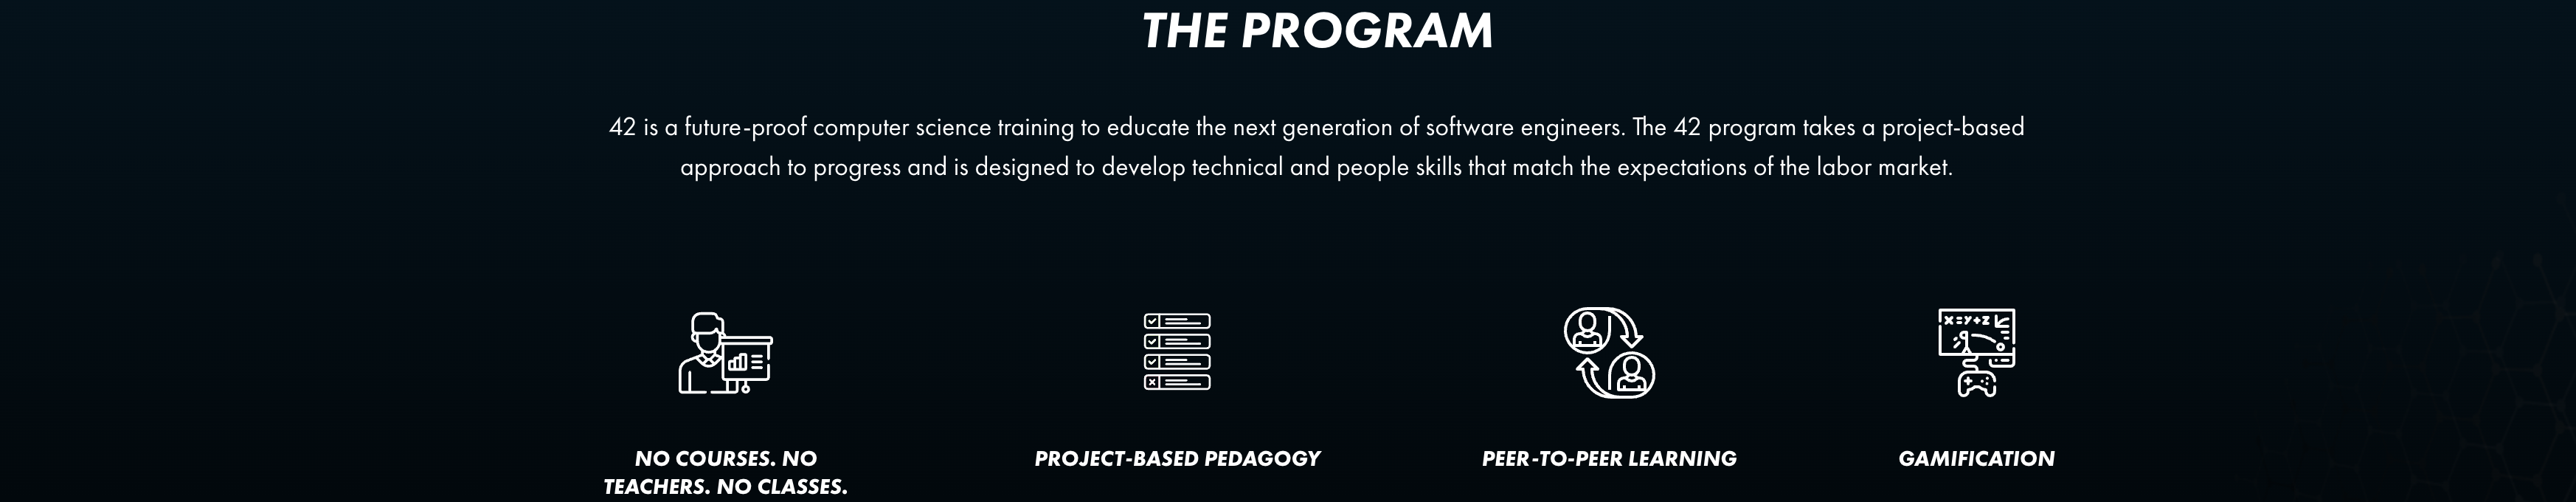 THE PROGRAM
42 is a future-proof computer science training to educate the next generation of software engineers. The 42 program takes a project-based
approach to progress and is designed to develop technical and people skills that match the expectations of the labor market.
x=y+z
NO COURSES. NO
TEACHERS. NO CLASSES.
PROJECT-BASED PEDAGOGY
PEER-TO-PEER LEARNING
GAMIFICATION